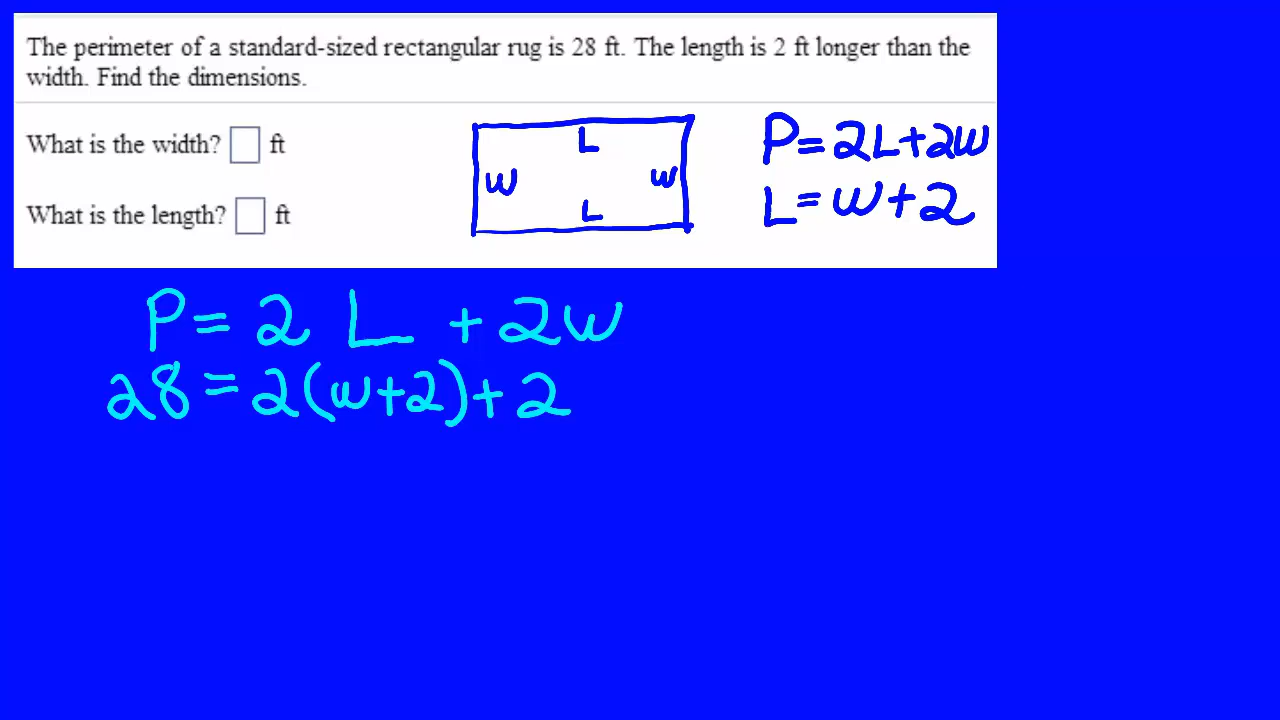 The perimeter of a standard-sized rectangular rug is 28 ft. The length is 2 ft longer than the
width. Find the dimensions.
What is the width? ft
What is the length? ft
L
W W
L
P=2L+2W
L=W+2
P=2 L +2W
28=2(W+2)+2